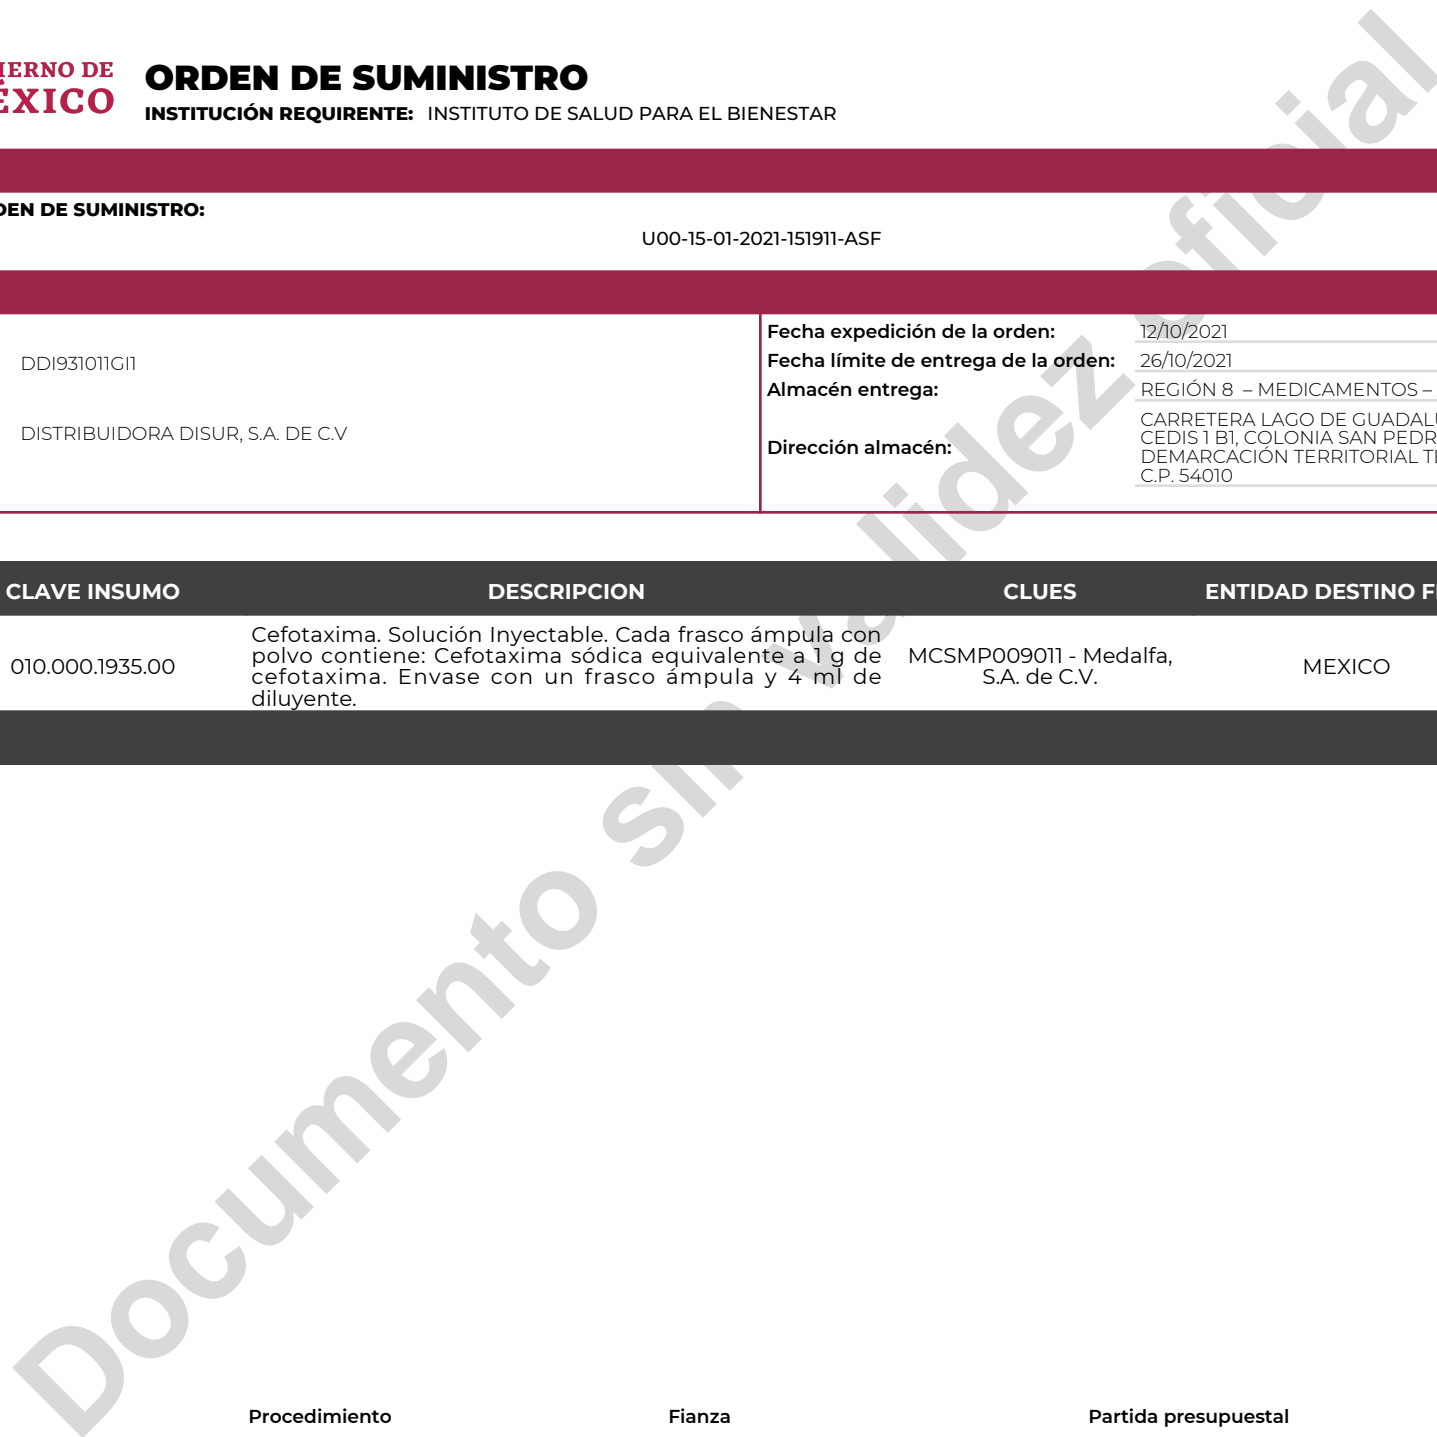 IERNO DE
ÉXICO
ORDEN DE SUMINISTRO
INSTITUCIÓN REQUIRENTE: INSTITUTO DE SALUD PARA EL BIENESTAR
DEN DE SUMINISTRO:
U00-15-01-2021-151911-ASF
DDI931011GI1
DISTRIBUIDORA DISUR, S.A. DE C.V
Fecha expedición de la orden: 12/10/2021
Fecha límite de entrega de la orden: 26/10/2021
Almacén entrega: REGIÓN 8 – MEDICAMENTOS –
Dirección almacén:
CARRETERA LAGO DE GUADALU
CEDIS 1 B1, COLONIA SAN PEDR
DEMARCACIÓN TERRITORIAL TL
C.P. 54010
CLAVE INSUMO DESCRIPCION CLUES ENTIDAD DESTINO F
010.000.1935.00
Cefotaxima. Solución Inyectable. Cada frasco ámpula con
polvo contiene: Cefotaxima sódica equivalente a 1 g de
cefotaxima. Envase con un frasco ámpula y 4 ml de
diluyente.
MCSMP009011 - Medalfa,
S.A. de C.V.
MEXICO
Documento sin validez oficial
Procedimiento Fianza Partida presupuestal